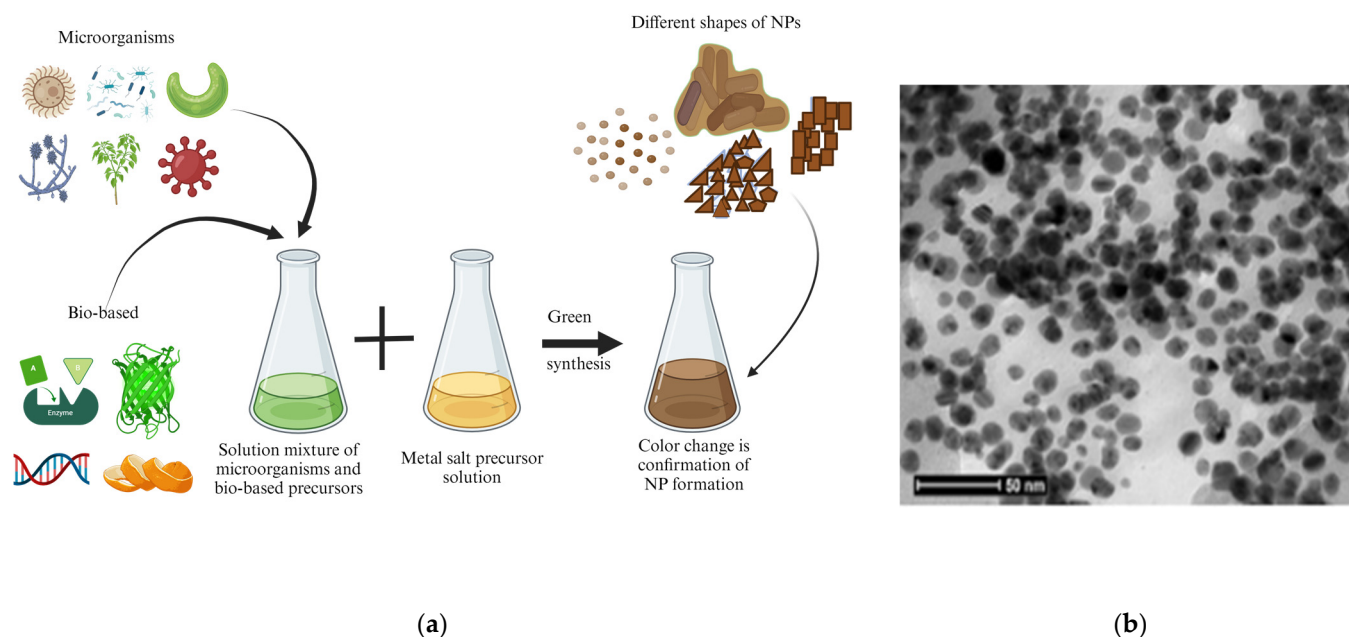 Different shapes of NPs
Microorganisms
Bio-based
A
B
Enzyme
Green
synthesis
Solution mixture of
microorganisms and
bio-based precursors
Metal salt precursor
solution
Color change is
confirmation of
NP formation
50 nm
(a)
(b)